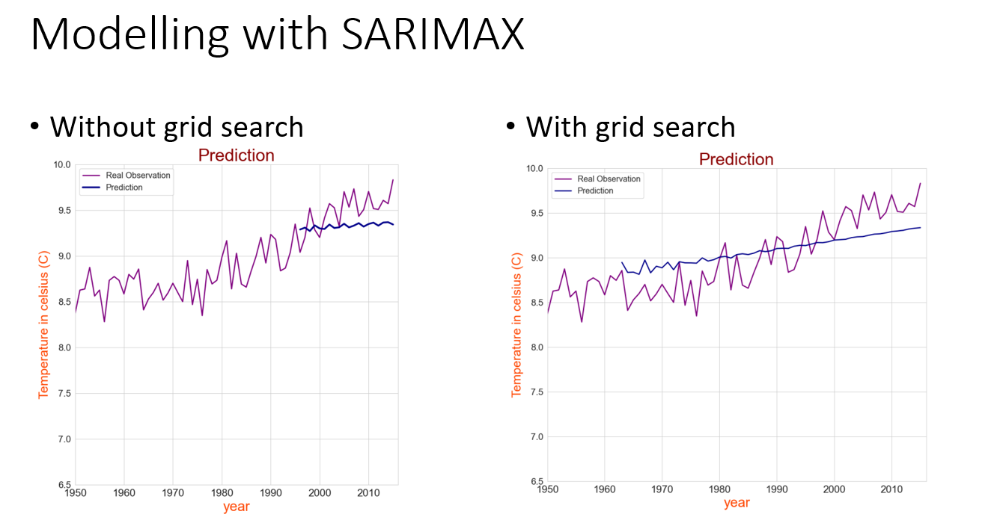 Modelling with SARIMAX
• Without grid search
Prediction
Real Observation
Prediction
10.0
9.5
9.0
8.5
8.0
7.5
7.0
6.5
Temperature in celsius (C)
1950 1960 1970 1980 1990 2000 2010
year
• With grid search
Prediction
Real Observation
Prediction
10.0
9.5
9.0
8.5
8.0
7.5
7.0
6.5
Temperature in celsius (C)
1950 1960 1970 1980 1990 2000 2010
year